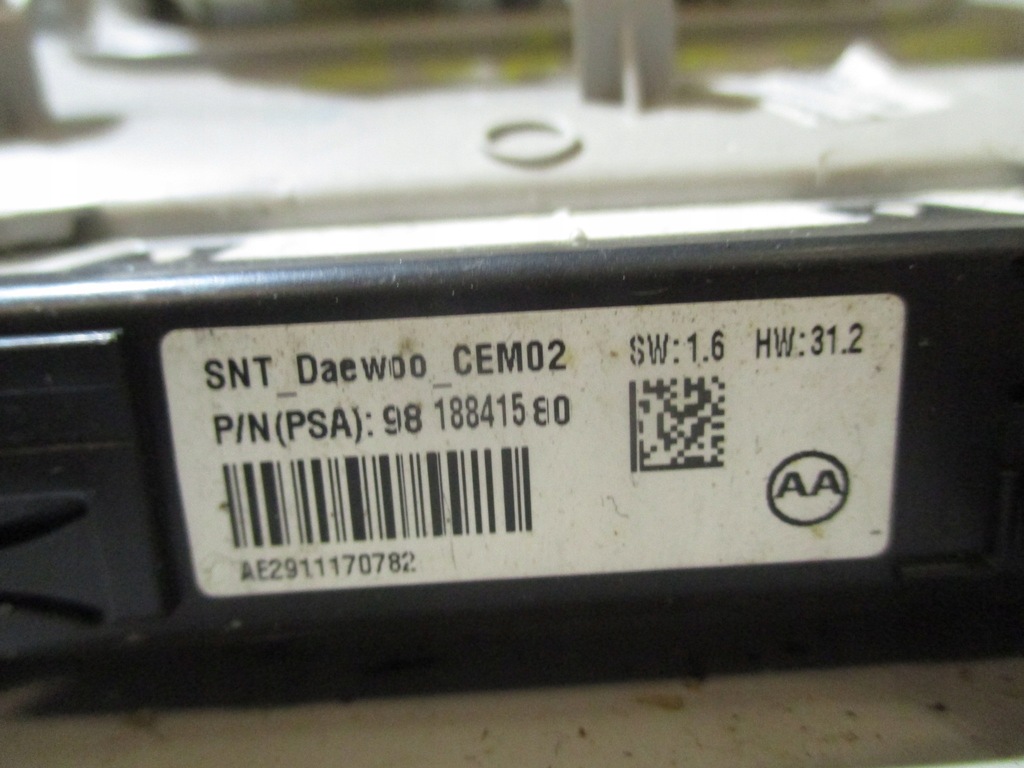 SNT_Daewoo_CEM02 SW:1.6 HW:31.2
P/N(PSA): 98 188415 80
AA
AE2911170782